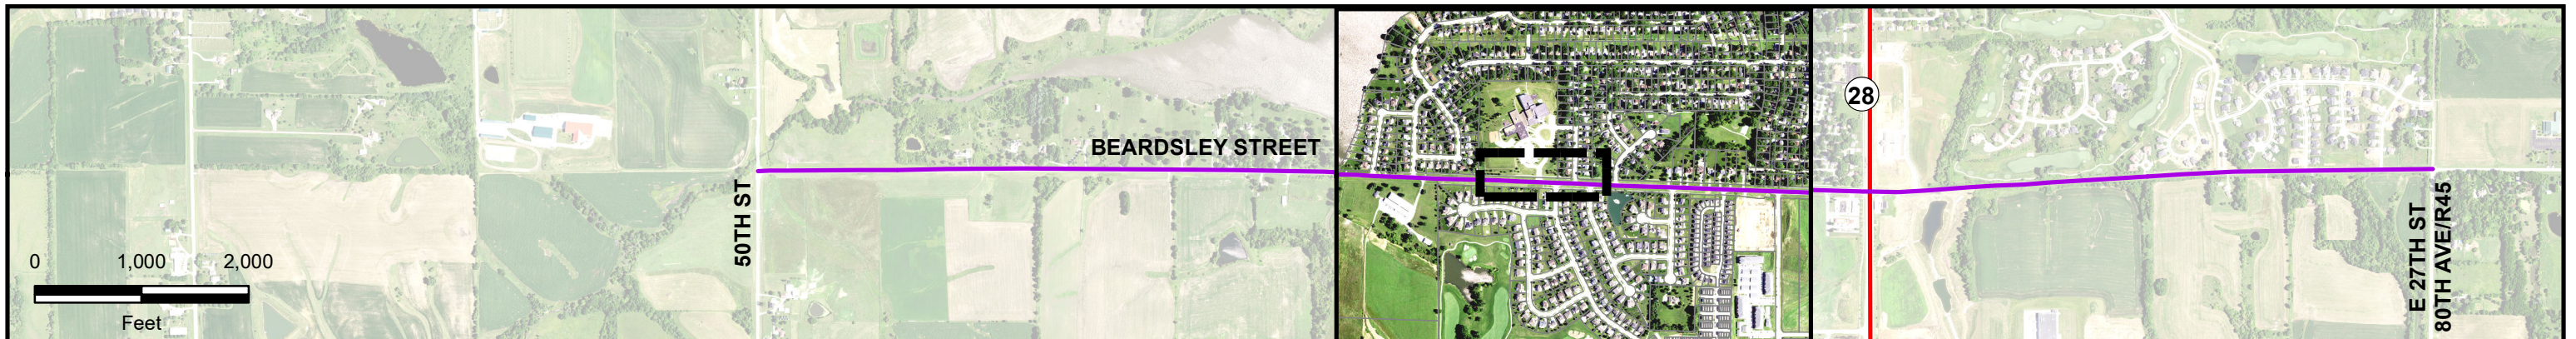 28
BEARDSLEY STREET
50TH ST
E 27TH ST
80TH AVE/R45
0 1,000 2,000
Feet